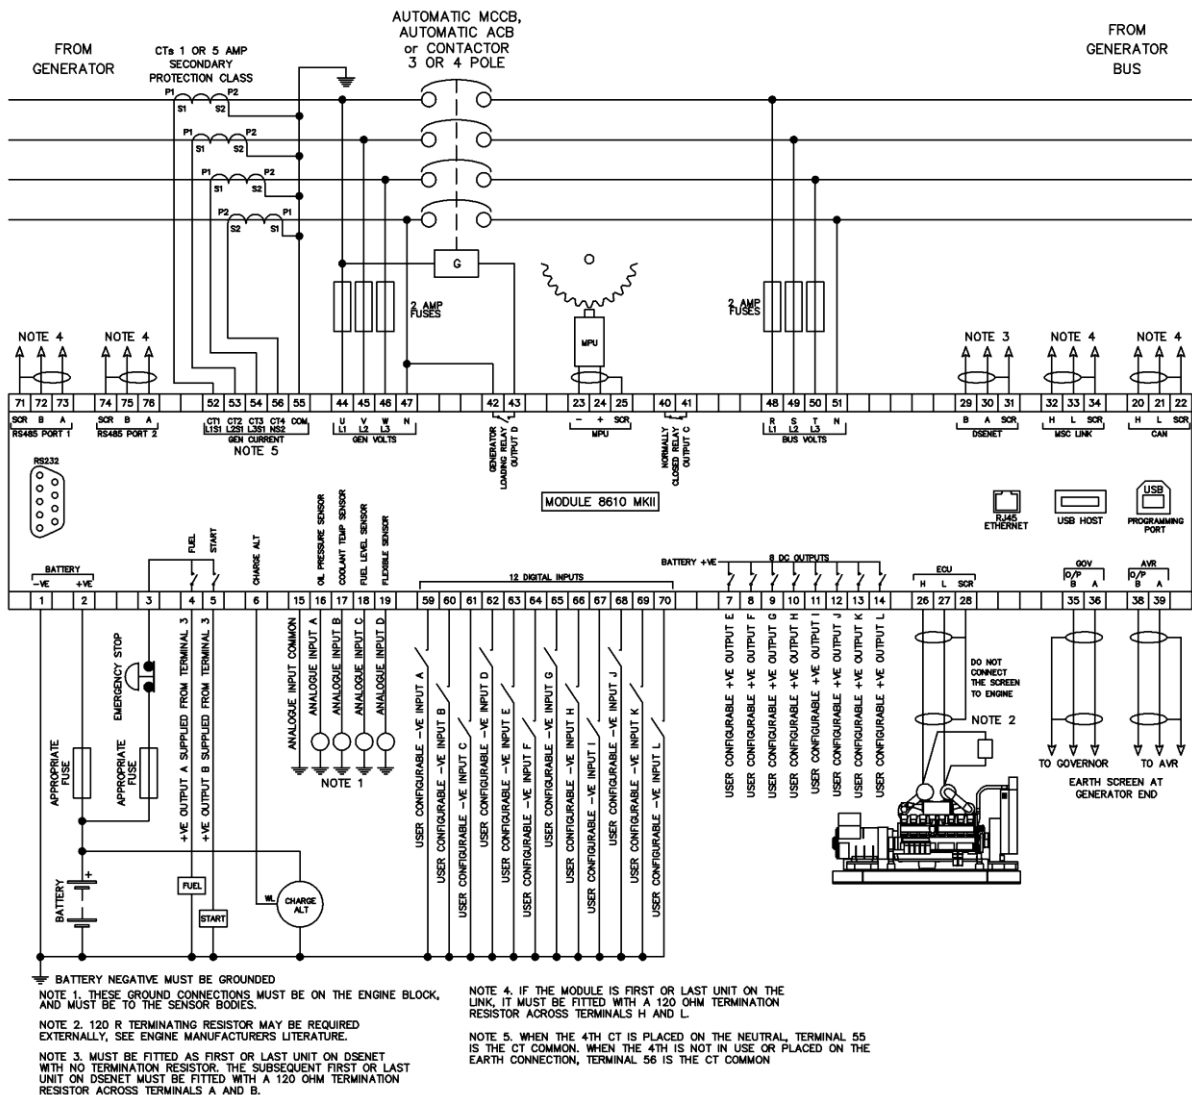 AUTOMATIC MCCB,
AUTOMATIC ACB
or CONTACTOR
3 OR 4 POLE
FROM
GENERATOR
CTs 1 OR 5 AMP
SECONDARY
PROTECTION CLASS
FROM
GENERATOR
BUS
P1 P2
S1 S2
P1 P2
S1 S2
P1 P2
S1 S2
P2 P1
S2 S1
G
2 AMP
FUSES
2 AMP
FUSES
MPU
NOTE 4
NOTE 4
NOTE 3
NOTE 4
NOTE 4
71 72 73 74 75 76 52 53 54 56 55 44 45 46 47 42 43 23 24 25 40 41 48 49 50 51 29 30 31 32 33 34 20 21 22
SCR B A
RS485 PORT 1
SCR B A
RS485 PORT 2
CT1 CT2 CT3 CT4 COM
L1S1 L2S1 L3S1 NS2
GEN CURRENT
NOTE 5
U V W N
L1 L2 L3
GEN VOLTS
GENERATOR
LOADING RELAY
OUTPUT D
- + SCR
MPU
NORMALLY
CLOSED RELAY
OUTPUT C
R S T N
L1 L2 L3
BUS VOLTS
B A SCR
DSENET
H L SCR
MSC LINK
H L SCR
CAN
RS232
MODULE 8610 MKII
RJ45
ETHERNET
USB HOST
USB
PROGRAMMING
PORT
BATTERY
-VE +VE
FUEL
START
CHARGE ALT
OIL PRESSURE SENSOR
COOLANT TEMP SENSOR
FUEL LEVEL SENSOR
FLEXIBLE SENSOR
12 DIGITAL INPUTS
BATTERY +VE
8 DC OUTPUTS
ECU
H L SCR
GOV
O/P
B A
AVR
O/P
B A
1 2 3 4 5 6 15 16 17 18 19 59 60 61 62 63 64 65 66 67 68 69 70 7 8 9 10 11 12 13 14 26 27 28 35 36 38 39
EMERGENCY STOP
APPROPRIATE
FUSE
APPROPRIATE
FUSE
+VE OUTPUT A SUPPLIED FROM TERMINAL 3
+VE OUTPUT B SUPPLIED FROM TERMINAL 3
ANALOGUE INPUT COMMON
ANALOGUE INPUT A
ANALOGUE INPUT B
ANALOGUE INPUT C
ANALOGUE INPUT D
NOTE 1
USER CONFIGURABLE -VE INPUT A
USER CONFIGURABLE -VE INPUT B
USER CONFIGURABLE -VE INPUT C
USER CONFIGURABLE -VE INPUT D
USER CONFIGURABLE -VE INPUT E
USER CONFIGURABLE -VE INPUT F
USER CONFIGURABLE -VE INPUT G
USER CONFIGURABLE -VE INPUT H
USER CONFIGURABLE -VE INPUT I
USER CONFIGURABLE -VE INPUT J
USER CONFIGURABLE -VE INPUT K
USER CONFIGURABLE -VE INPUT L
USER CONFIGURABLE +VE OUTPUT E
USER CONFIGURABLE +VE OUTPUT F
USER CONFIGURABLE +VE OUTPUT G
USER CONFIGURABLE +VE OUTPUT H
USER CONFIGURABLE +VE OUTPUT I
USER CONFIGURABLE +VE OUTPUT J
USER CONFIGURABLE +VE OUTPUT K
USER CONFIGURABLE +VE OUTPUT L
DO NOT
CONNECT
THE SCREEN
TO ENGINE
NOTE 2
TO GOVERNOR
TO AVR
EARTH SCREEN AT
GENERATOR END
BATTERY
+
FUEL
START
WL
CHARGE
ALT
BATTERY NEGATIVE MUST BE GROUNDED
NOTE 1. THESE GROUND CONNECTIONS MUST BE ON THE ENGINE BLOCK,
AND MUST BE TO THE SENSOR BODIES.
NOTE 2. 120 R TERMINATING RESISTOR MAY BE REQUIRED
EXTERNALLY, SEE ENGINE MANUFACTURERS LITERATURE.
NOTE 3. MUST BE FITTED AS FIRST OR LAST UNIT ON DSENET
WITH NO TERMINATION RESISTOR. THE SUBSEQUENT FIRST OR LAST
UNIT ON DSENET MUST BE FITTED WITH A 120 OHM TERMINATION
RESISTOR ACROSS TERMINALS A AND B.
NOTE 4. IF THE MODULE IS FIRST OR LAST UNIT ON THE
LINK, IT MUST BE FITTED WITH A 120 OHM TERMINATION
RESISTOR ACROSS TERMINALS H AND L.
NOTE 5. WHEN THE 4TH CT IS PLACED ON THE NEUTRAL, TERMINAL 55
IS THE CT COMMON. WHEN THE 4TH IS NOT IN USE OR PLACED ON THE
EARTH CONNECTION, TERMINAL 56 IS THE CT COMMON